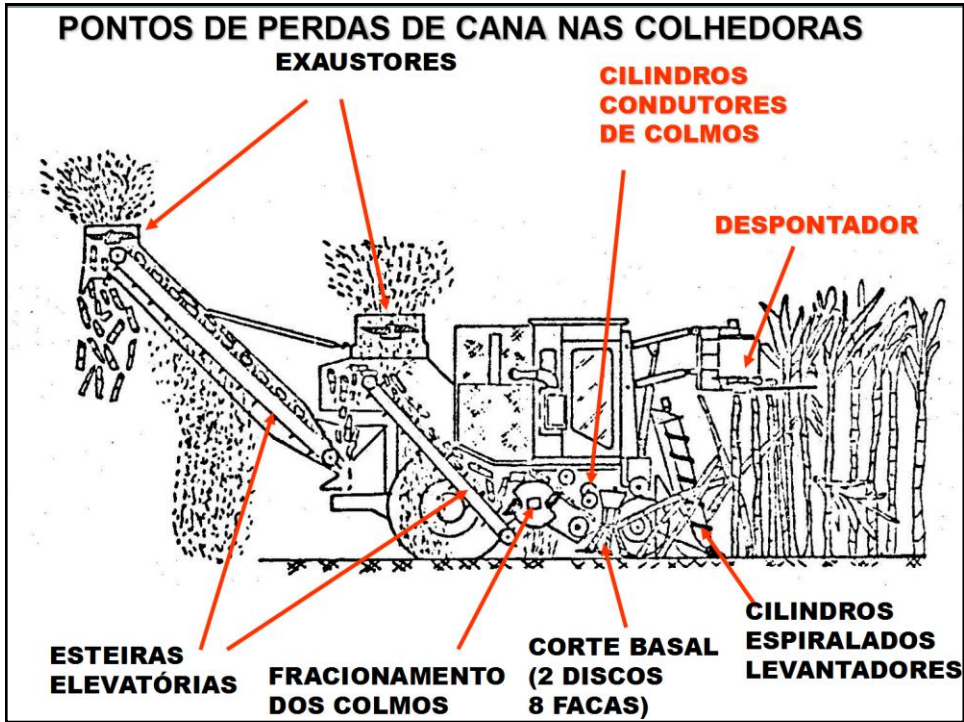 PONTOS DE PERDAS DE CANA NAS COLHEDORAS
EXAUSTORES
CILINDROS
CONDUTORES
DE COLMOS
DESPONTADOR
ESTEIRAS
ELEVATÓRIAS
FRACIONAMENTO
DOS COLMOS
CORTE BASAL
(2 DISCOS
8 FACAS)
CILINDROS
ESPIRALADOS
LEVANTADORES